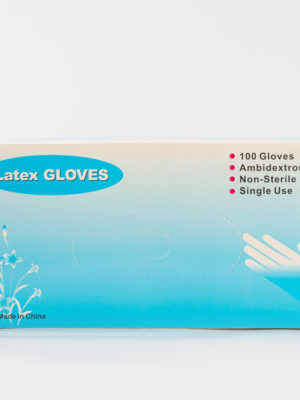 Latex GLOVES
• 100 Gloves
• Ambidextrou
• Non-Sterile
• Single Use
Made in China